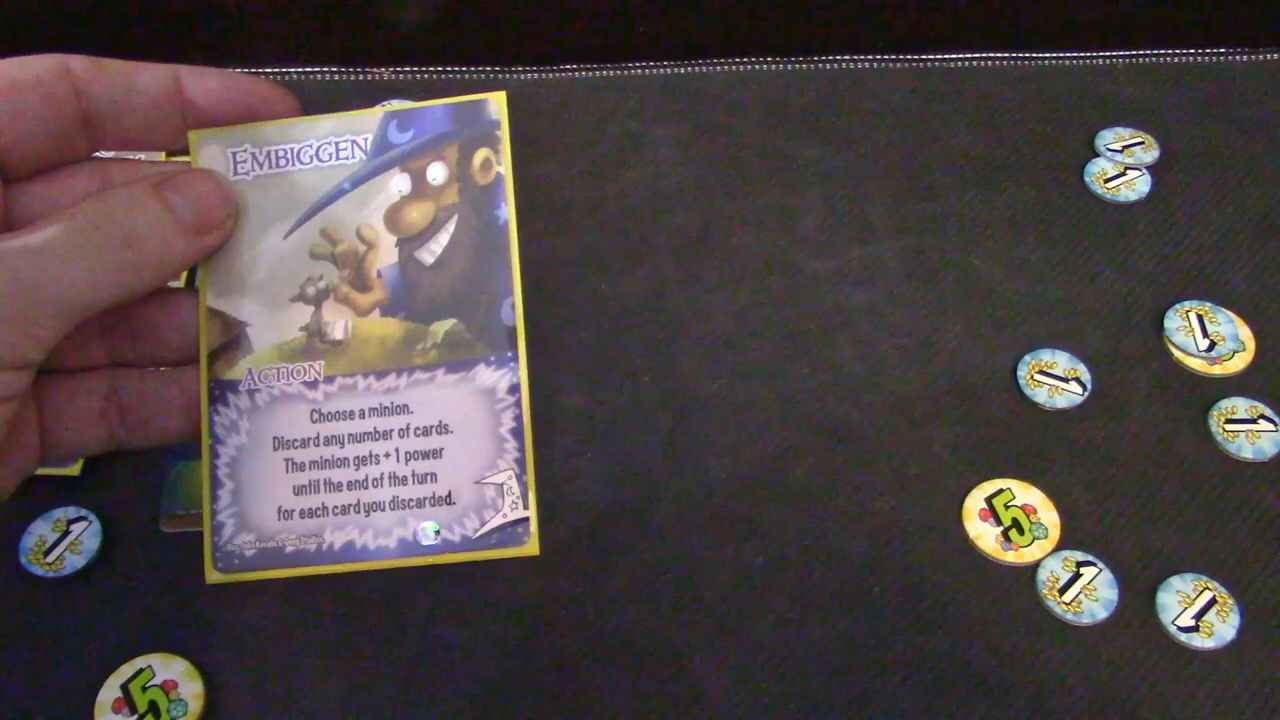 EMBIGGEN
ACTION
Choose a minion.
Discard any number of cards.
The minion gets +1 power
until the end of the turn
for each card you discarded.
1
1
1
1
1
5
1
1
1
5